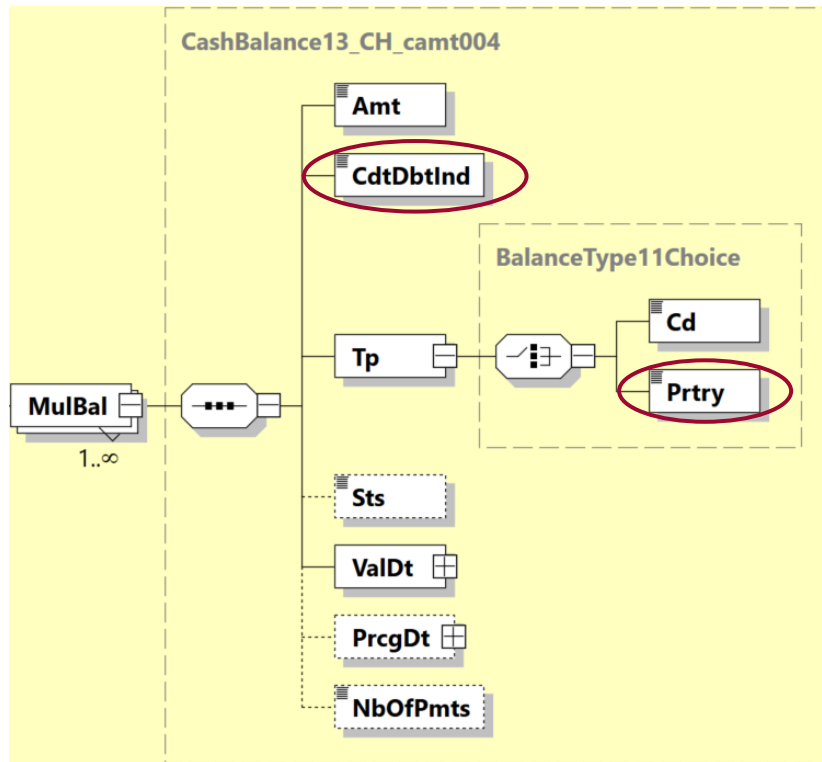 CashBalance13_CH_camt004
Amt
CdtDbtInd
BalanceType11Choice
Cd
Tp
Prtry
MulBal
1..∞
Sts
ValDt
PrcgDt
NbOfPmts